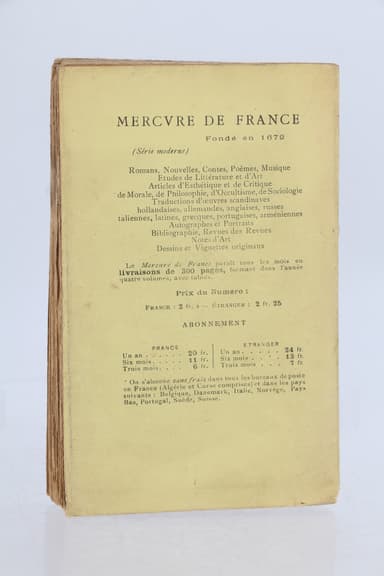 MERCVRE DE FRANCE
Fondé en 1672
(Série moderne)
Romans, Nouvelles, Contes, Poèmes, Musique
Etudes de Littérature et d'Art
Articles d'Esthétique et de Critique
de Morale, de Philosophie, d'Occultisme, de Sociologie
Traductions d'œuvres scandinaves
hollandaises, allemandes, anglaises, russes
taliennes, latines, grecques, portugaises, arméniennes
Autographes et Portraits
Bibliographie, Revues des Revues
Notes d'Art
Dessins et Vignettes originaux
Le Mercure de France paraît tous les mois en
livraisons de 300 pages, formant dans l'année
quatre volumes, avec tables.
Prix du Numéro :
FRANCE : 2 fr. » — ÉTRANGER : 2 fr. 25
ABONNEMENT
FRANCE
Un an . . . . . 20 fr.
Six mois . . . . 11 fr.
Trois mois. . . . 6 fr.
ETRANGER
Un an. . . . . 24 fr.
Six mois . . . . 13 fr.
Trois mois . . . 7 fr.
On s'abonne sans frais dans tous les bureaux de poste
en France (Algérie et Corse comprises) et dans les pays
suivants : Belgique, Danemark, Italie, Norvège, Pays
Bas, Portugal, Suède, Suisse.